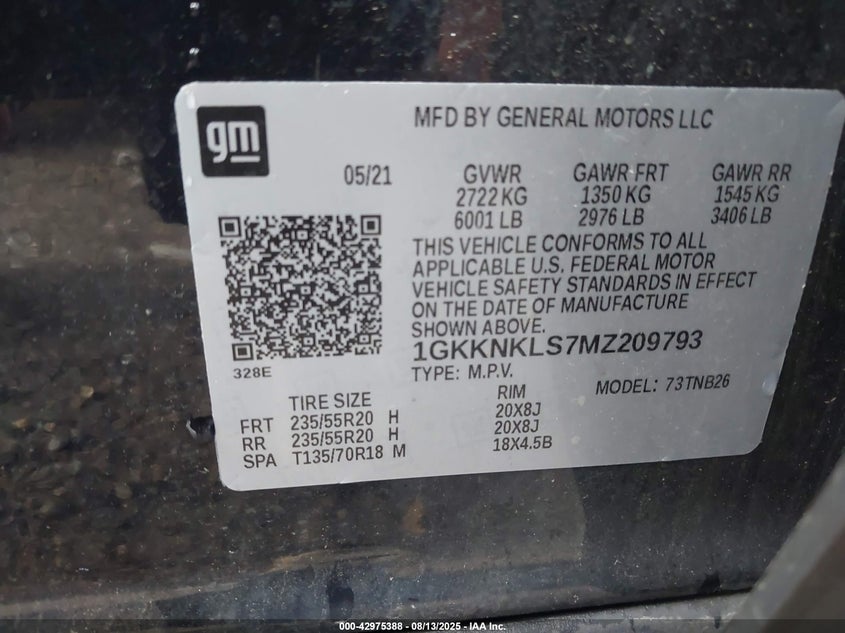 gm
MFD BY GENERAL MOTORS LLC
05/21 GVWR GAWR FRT GAWR RR
2722 KG 1350 KG 1545 KG
6001 LB 2976 LB 3406 LB
THIS VEHICLE CONFORMS TO ALL
APPLICABLE U.S. FEDERAL MOTOR
VEHICLE SAFETY STANDARDS IN EFFECT
ON THE DATE OF MANUFACTURE
SHOWN ABOVE.
328E
1GKKNKLS7MZ209793
TYPE: M.P.V. MODEL: 73TNB26
TIRE SIZE RIM
FRT 235/55R20 H 20X8J
RR 235/55R20 H 20X8J
SPA T135/70R18 M 18X4.5B
000-42975388 - 08/13/2025 - IAA Inc.